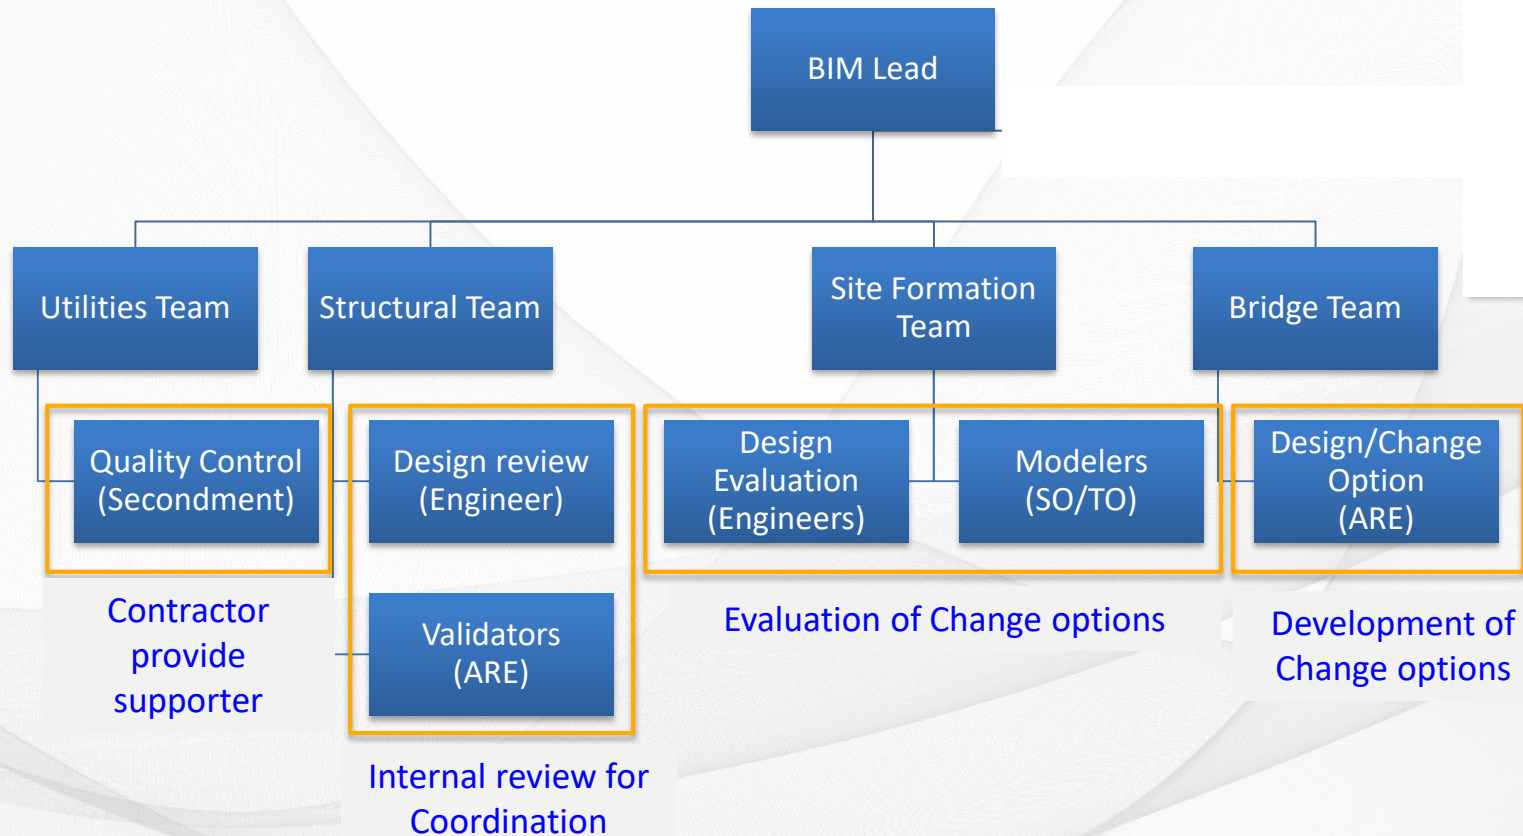 BIM Lead
Utilities Team
Structural Team
Site Formation
Team
Bridge Team
Quality Control
(Secondment)
Design review
(Engineer)
Design
Evaluation
(Engineers)
Modelers
(SO/TO)
Design/Change
Option
(ARE)
Contractor
provide
supporter
Validators
(ARE)
Evaluation of Change options
Development of
Change options
Internal review for
Coordination